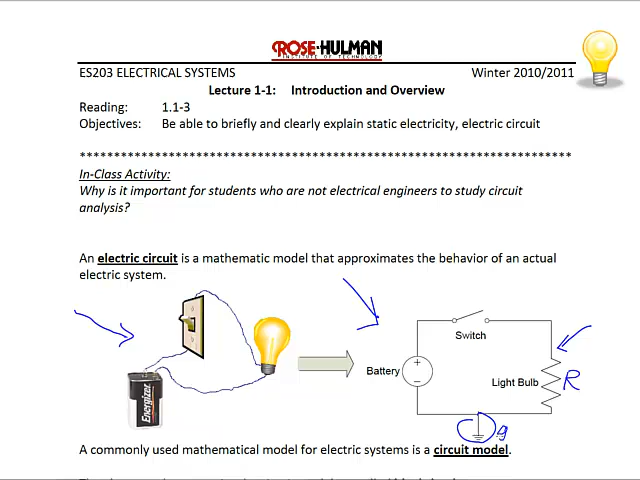 ROSE-HULMAN
INSTITUTE OF TECHNOLOGY
ES203 ELECTRICAL SYSTEMS Winter 2010/2011
Lecture 1-1: Introduction and Overview
Reading: 1.1-3
Objectives: Be able to briefly and clearly explain static electricity, electric circuit
************************************************************************
In-Class Activity:
Why is it important for students who are not electrical engineers to study circuit
analysis?
An electric circuit is a mathematic model that approximates the behavior of an actual
electric system.
Energizer
Switch
Battery
+
−
Light Bulb
R
g
A commonly used mathematical model for electric systems is a circuit model.